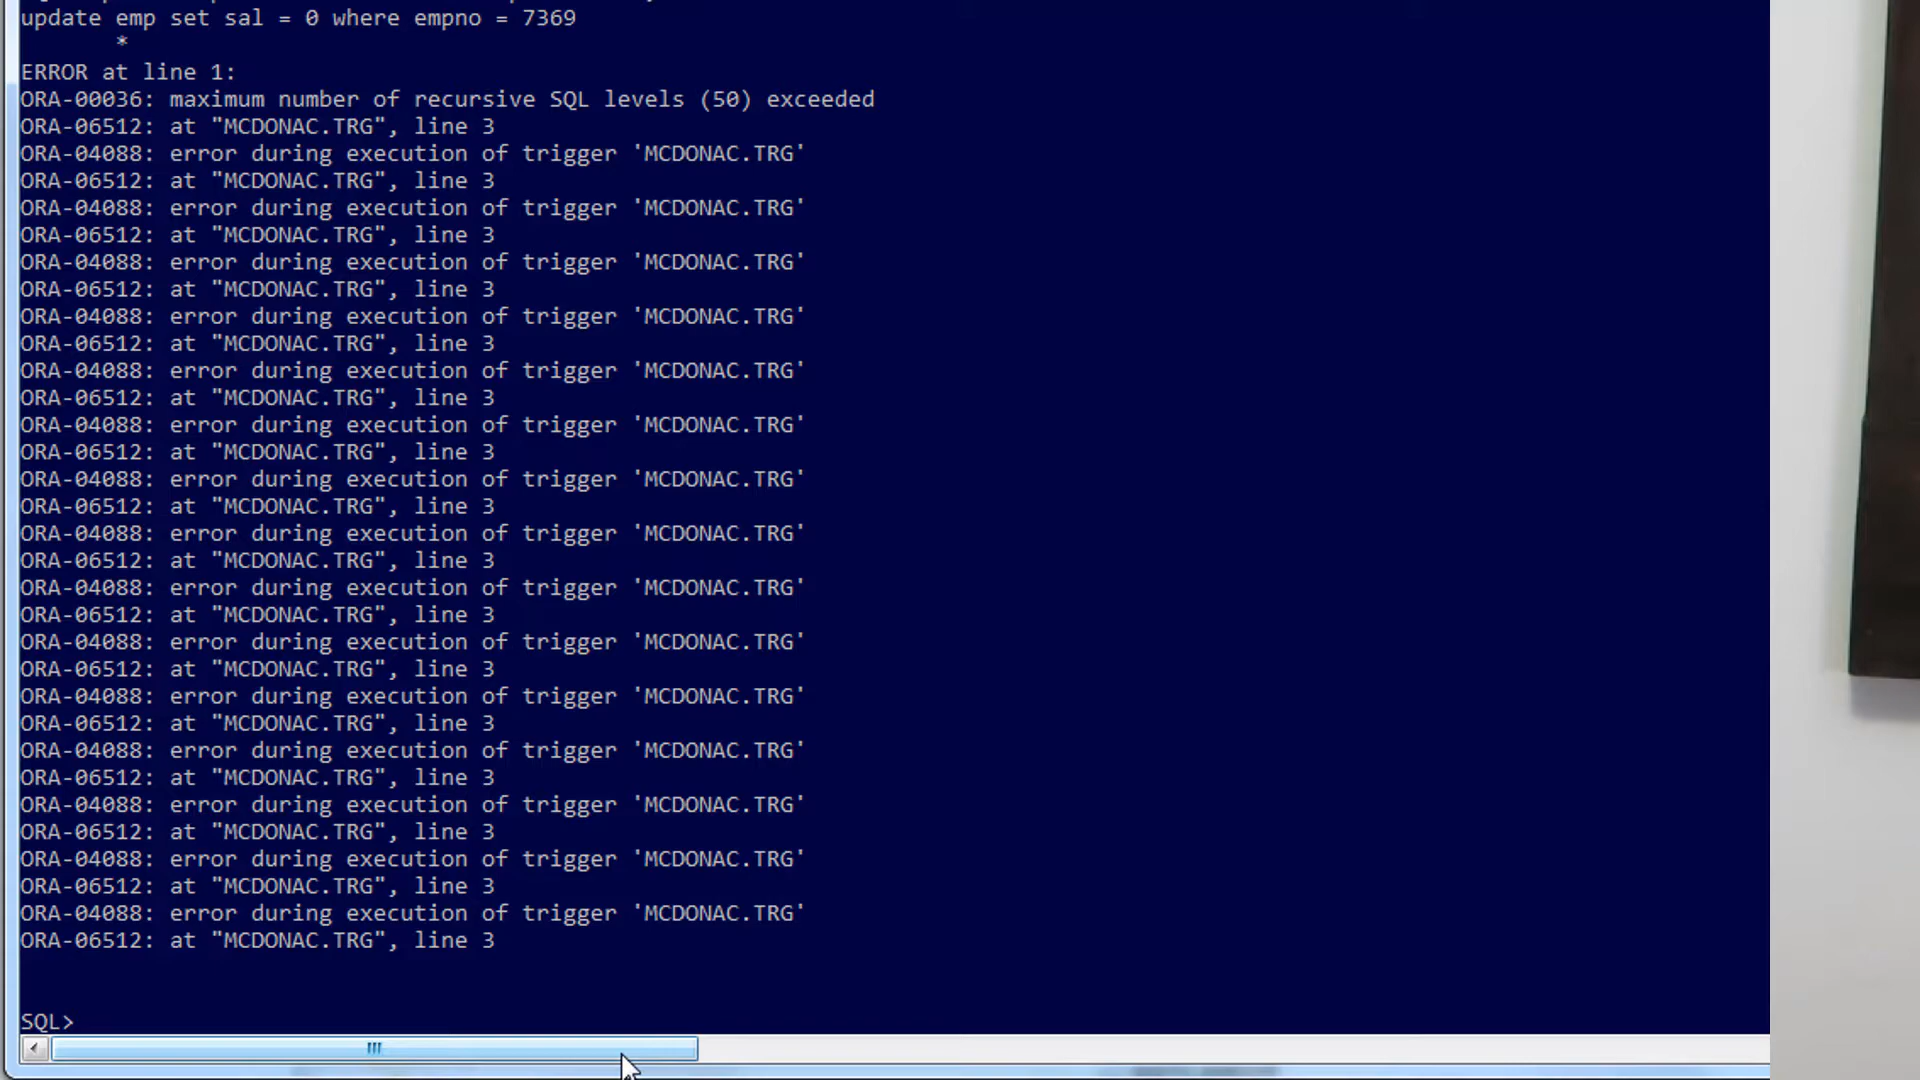 update emp set sal = 0 where empno = 7369
*
ERROR at line 1:
ORA-00036: maximum number of recursive SQL levels (50) exceeded
ORA-06512: at "MCDONAC.TRG", line 3
ORA-04088: error during execution of trigger 'MCDONAC.TRG'
ORA-06512: at "MCDONAC.TRG", line 3
ORA-04088: error during execution of trigger 'MCDONAC.TRG'
ORA-06512: at "MCDONAC.TRG", line 3
ORA-04088: error during execution of trigger 'MCDONAC.TRG'
ORA-06512: at "MCDONAC.TRG", line 3
ORA-04088: error during execution of trigger 'MCDONAC.TRG'
ORA-06512: at "MCDONAC.TRG", line 3
ORA-04088: error during execution of trigger 'MCDONAC.TRG'
ORA-06512: at "MCDONAC.TRG", line 3
ORA-04088: error during execution of trigger 'MCDONAC.TRG'
ORA-06512: at "MCDONAC.TRG", line 3
ORA-04088: error during execution of trigger 'MCDONAC.TRG'
ORA-06512: at "MCDONAC.TRG", line 3
ORA-04088: error during execution of trigger 'MCDONAC.TRG'
ORA-06512: at "MCDONAC.TRG", line 3
ORA-04088: error during execution of trigger 'MCDONAC.TRG'
ORA-06512: at "MCDONAC.TRG", line 3
ORA-04088: error during execution of trigger 'MCDONAC.TRG'
ORA-06512: at "MCDONAC.TRG", line 3
ORA-04088: error during execution of trigger 'MCDONAC.TRG'
ORA-06512: at "MCDONAC.TRG", line 3
ORA-04088: error during execution of trigger 'MCDONAC.TRG'
ORA-06512: at "MCDONAC.TRG", line 3
ORA-04088: error during execution of trigger 'MCDONAC.TRG'
ORA-06512: at "MCDONAC.TRG", line 3
ORA-04088: error during execution of trigger 'MCDONAC.TRG'
ORA-06512: at "MCDONAC.TRG", line 3
ORA-04088: error during execution of trigger 'MCDONAC.TRG'
ORA-06512: at "MCDONAC.TRG", line 3
SQL>